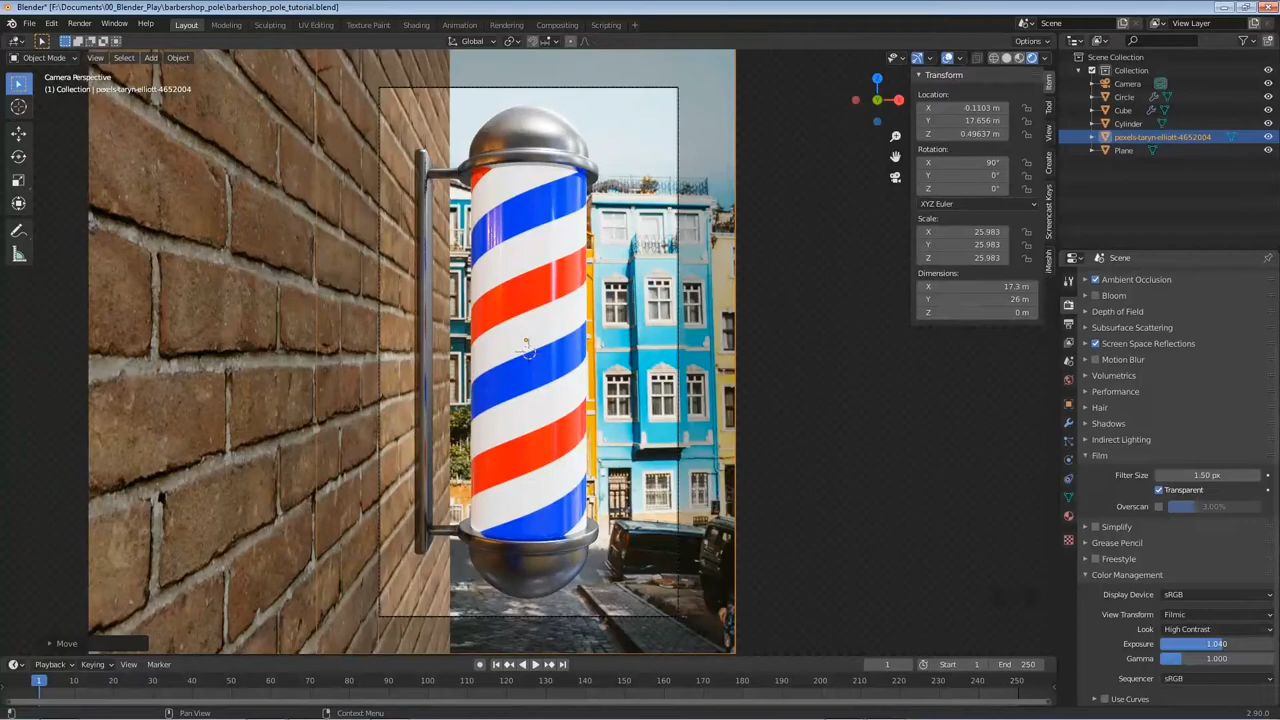 Blender* [F:\Documents\00_Blender_Play\barbershop_pole\barbershop_pole_tutorial.blend]
File Edit Render Window Help Layout Modeling Sculpting UV Editing Texture Paint Shading Animation Rendering Compositing Scripting + Scene View Layer
Global Options
Object Mode View Select Add Object
Camera Perspective
(1) Collection | pexels-taryn-elliott-4652004
Transform
Location:
X -0.1103 m
Y 17.656 m
Z 0.49637 m
Rotation:
X 90°
Y 0°
Z 0°
XYZ Euler
Scale:
X 25.983
Y 25.983
Z 25.983
Dimensions:
X 17.3 m
Y 26 m
Z 0 m
Item
Tool
View
Create
Screencast Keys
iMeshh
Scene Collection
Collection
Camera
Circle
Cube
Cylinder
pexels-taryn-elliott-4652004
Plane
Scene
Ambient Occlusion
Bloom
Depth of Field
Subsurface Scattering
Screen Space Reflections
Motion Blur
Volumetrics
Performance
Hair
Shadows
Indirect Lighting
Film
Filter Size 1.50 px
Transparent
Overscan 3.00%
Simplify
Grease Pencil
Freestyle
Color Management
Display Device sRGB
View Transform Filmic
Look High Contrast
Exposure 1.040
Gamma 1.000
Sequencer sRGB
Use Curves
Move
Playback Keying View Marker 1 Start 1 End 250
1 10 20 30 40 50 60 70 80 90 100 110 120 130 140 150 160 170 180 190 200 210 220 230 240 250
Pan View Context Menu 2.90.0